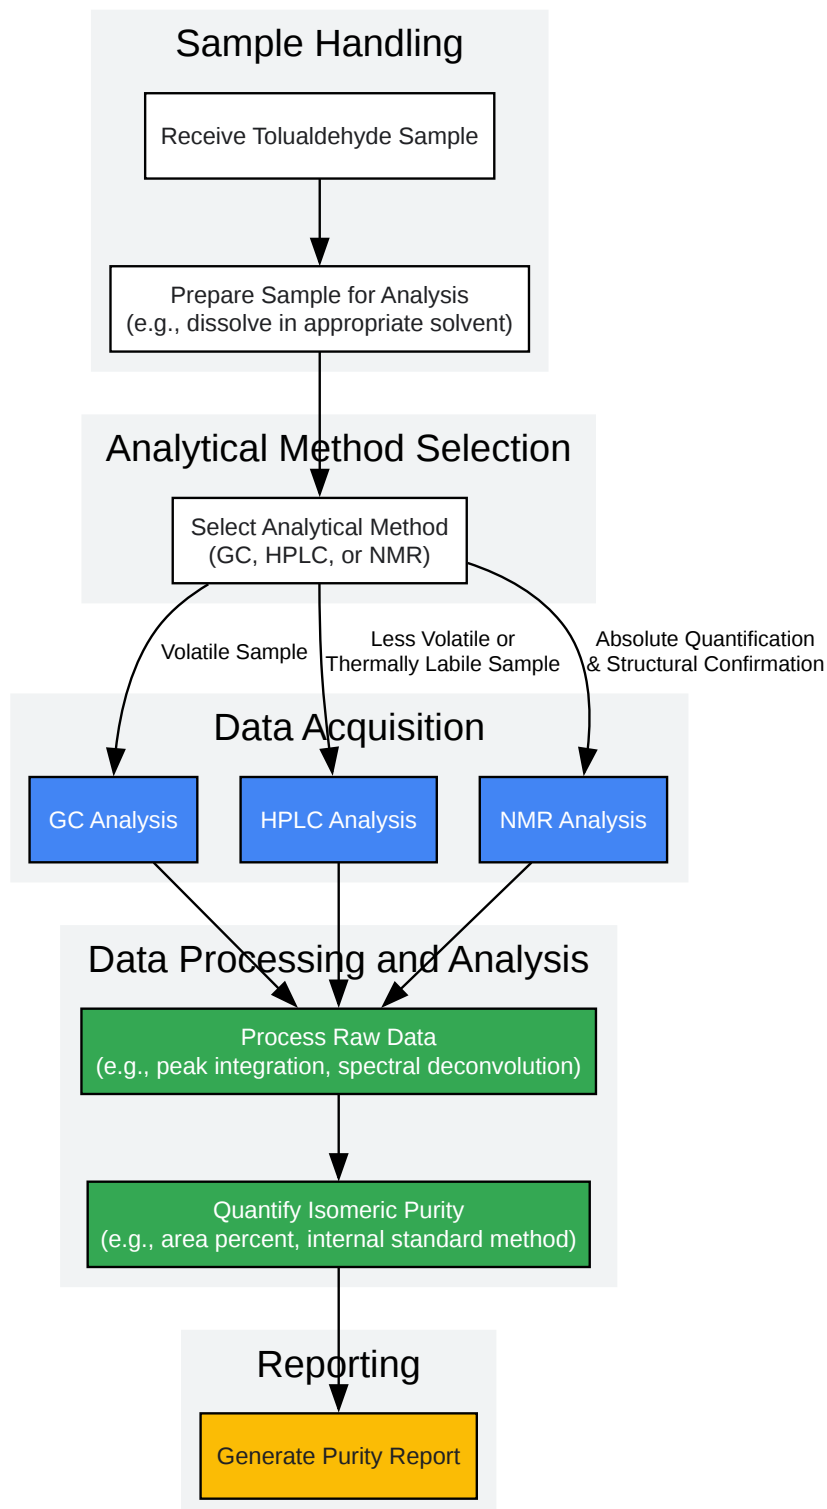 Sample Handling
Receive Tolualdehyde Sample
Prepare Sample for Analysis
(e.g., dissolve in appropriate solvent)
Analytical Method Selection
Select Analytical Method
(GC, HPLC, or NMR)
Volatile Sample
Less Volatile or
Thermally Labile Sample
Absolute Quantification
& Structural Confirmation
Data Acquisition
GC Analysis
HPLC Analysis
NMR Analysis
Data Processing and Analysis
Process Raw Data
(e.g., peak integration, spectral deconvolution)
Quantify Isomeric Purity
(e.g., area percent, internal standard method)
Reporting
Generate Purity Report